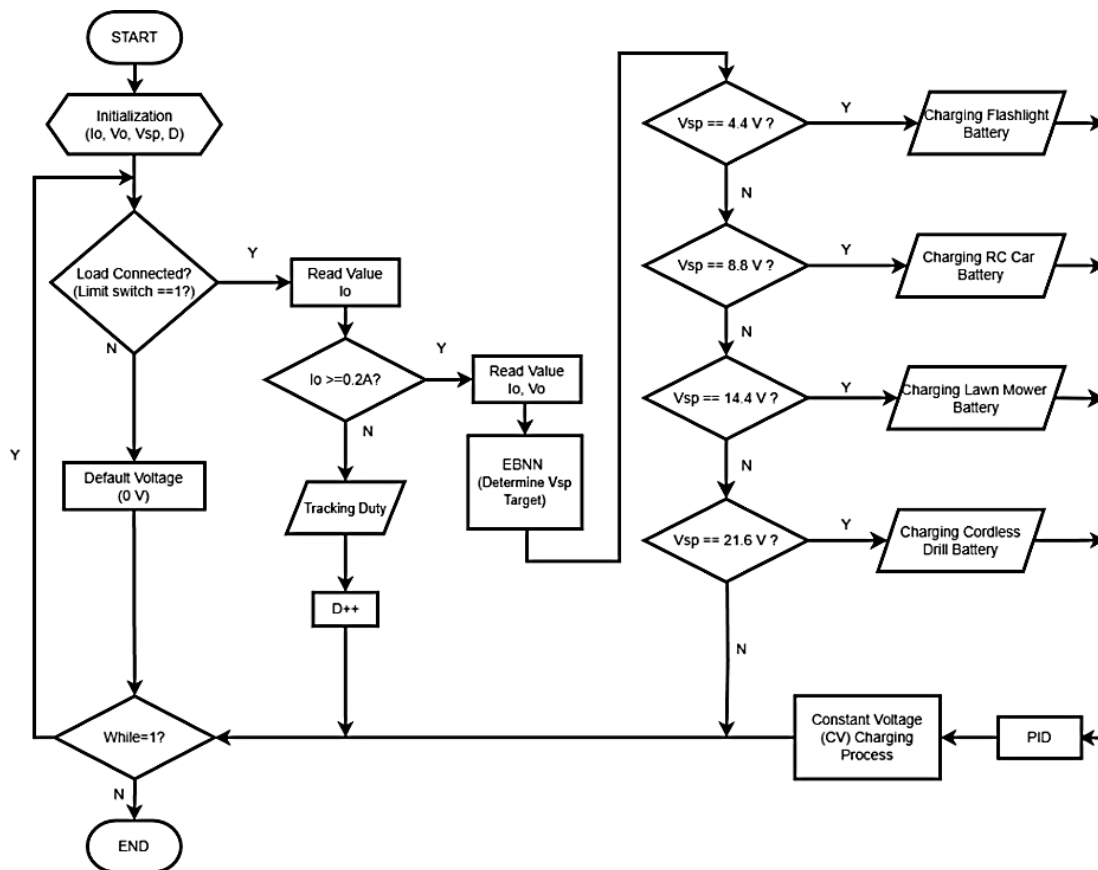 START
Initialization
(Io, Vo, Vsp, D)
Load Connected?
(Limit switch ==1?)
Y
N
Read Value
Io
Io >=0.2A?
Y
N
Read Value
Io, Vo
EBNN
(Determine Vsp
Target)
Tracking Duty
D++
Default Voltage
(0 V)
Y
While=1?
N
END
Vsp == 4.4 V ?
Y
Charging Flashlight
Battery
N
Vsp == 8.8 V ?
Y
Charging RC Car
Battery
N
Vsp == 14.4 V ?
Y
Charging Lawn Mower
Battery
N
Vsp == 21.6 V ?
Y
Charging Cordless
Drill Battery
N
Constant Voltage
(CV) Charging
Process
PID